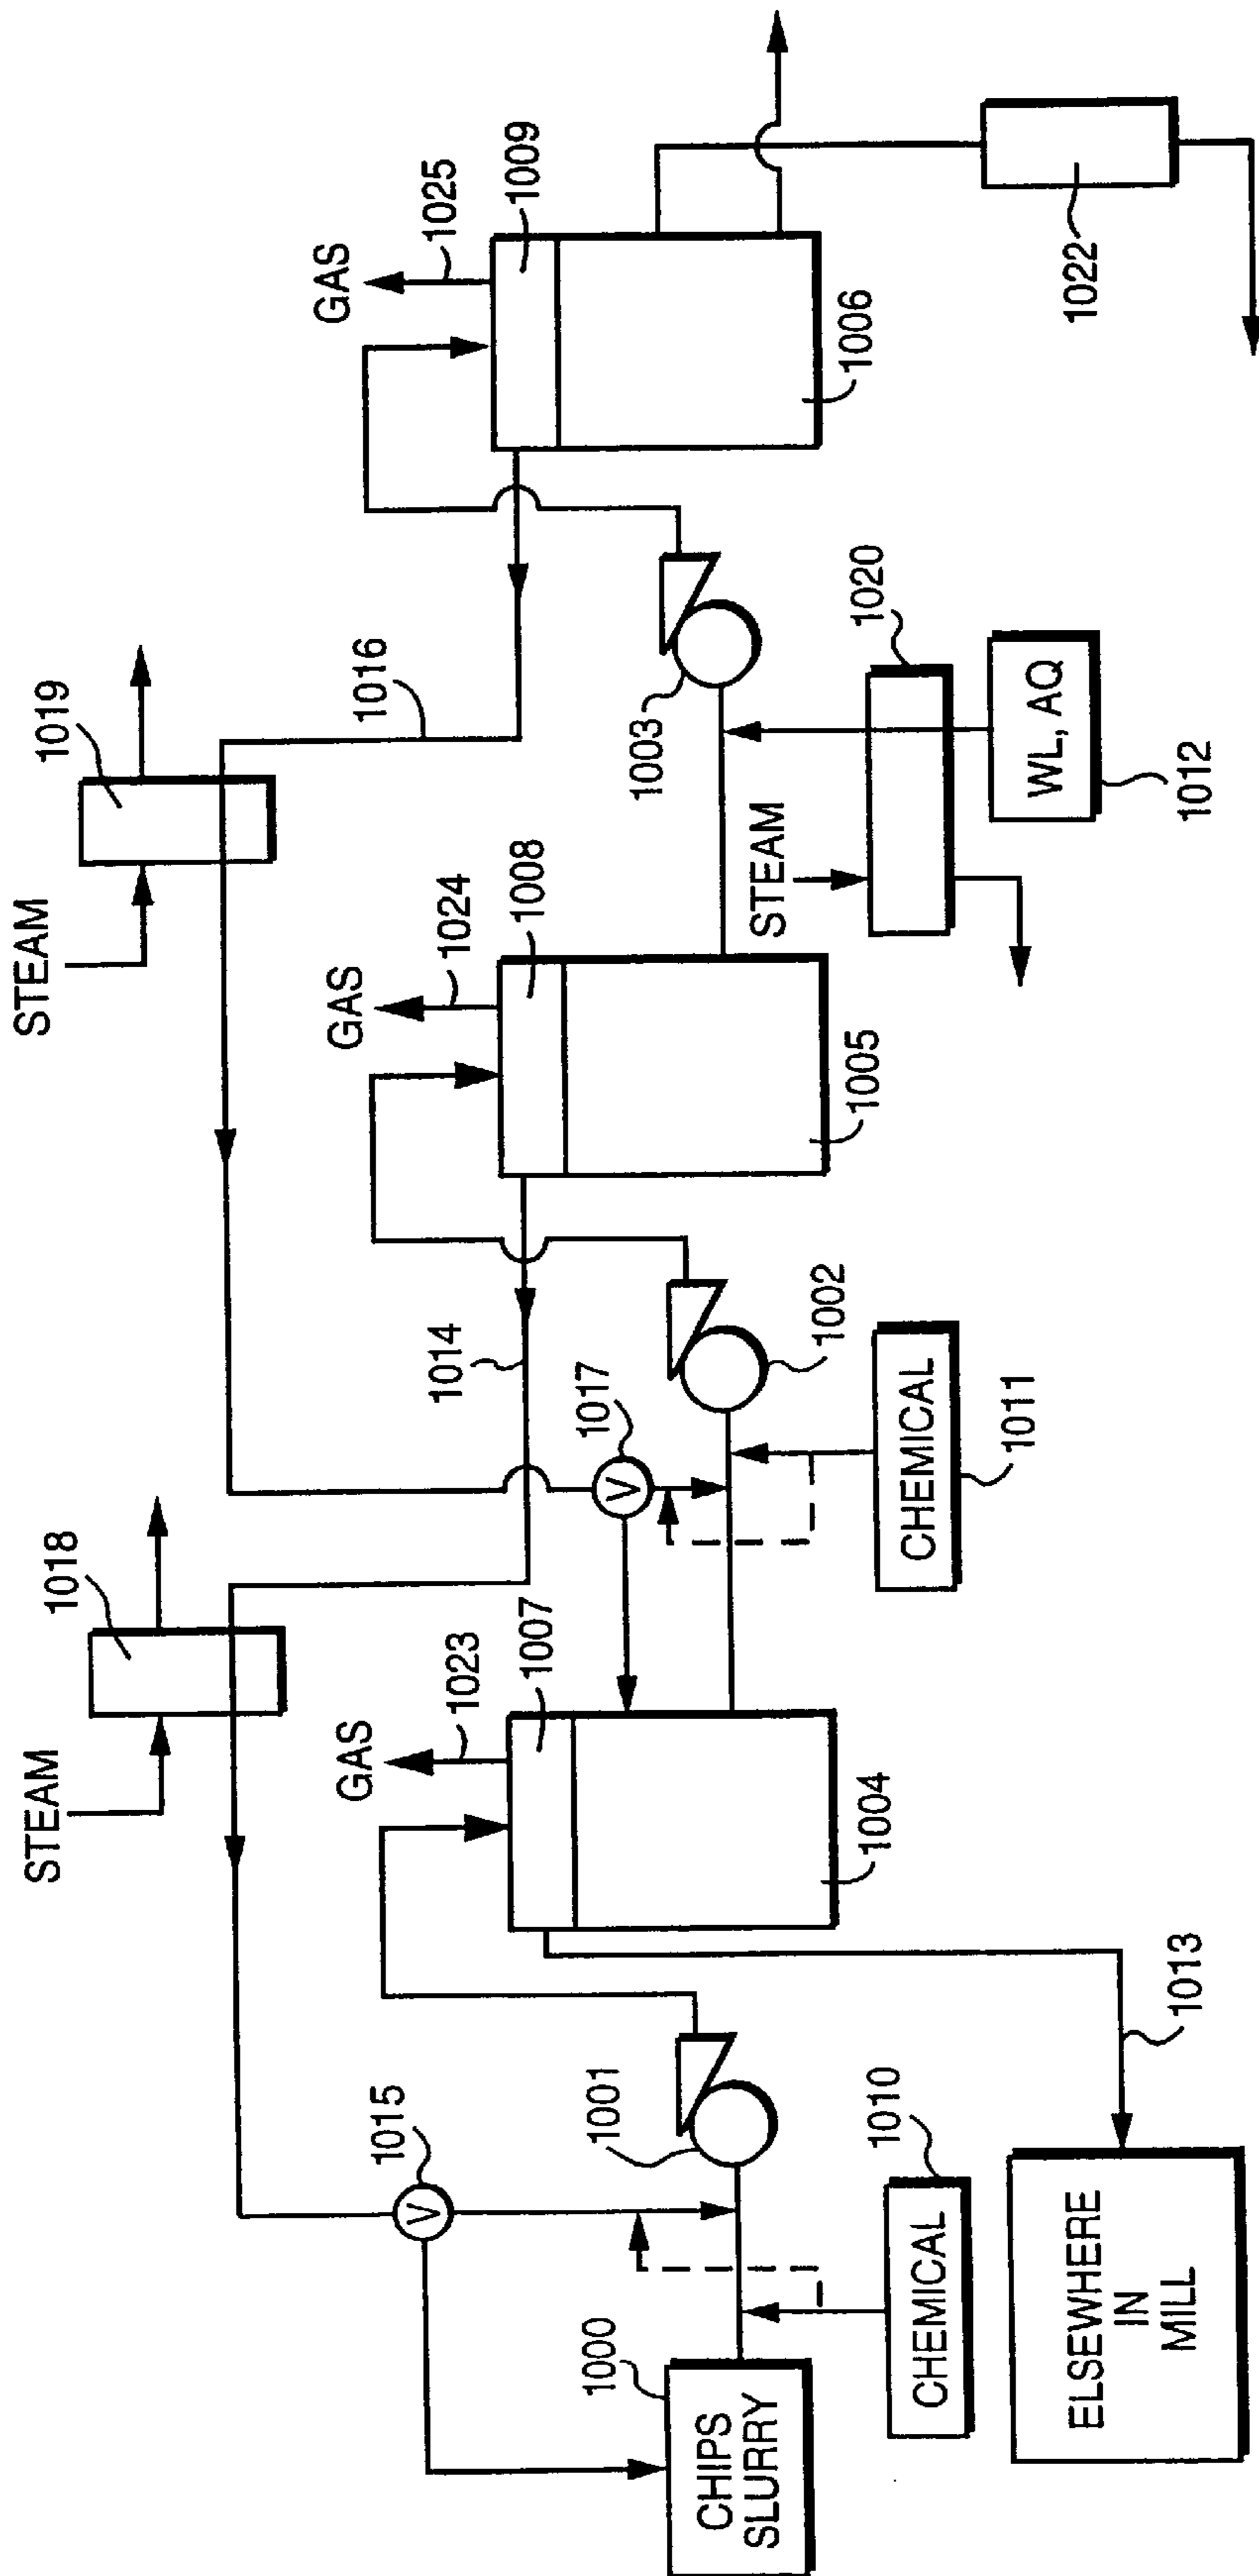 STEAM
1018
STEAM
1019
1016
1015
GAS
1023
1007
1014
GAS
1024
1008
GAS
1025
1009
1017
V
V
1000
CHIPS
SLURRY
1001
1004
1002
1005
1003
1006
STEAM
1020
1022
CHEMICAL
1010
CHEMICAL
1011
WL, AQ
1012
ELSEWHERE
IN
MILL
1013